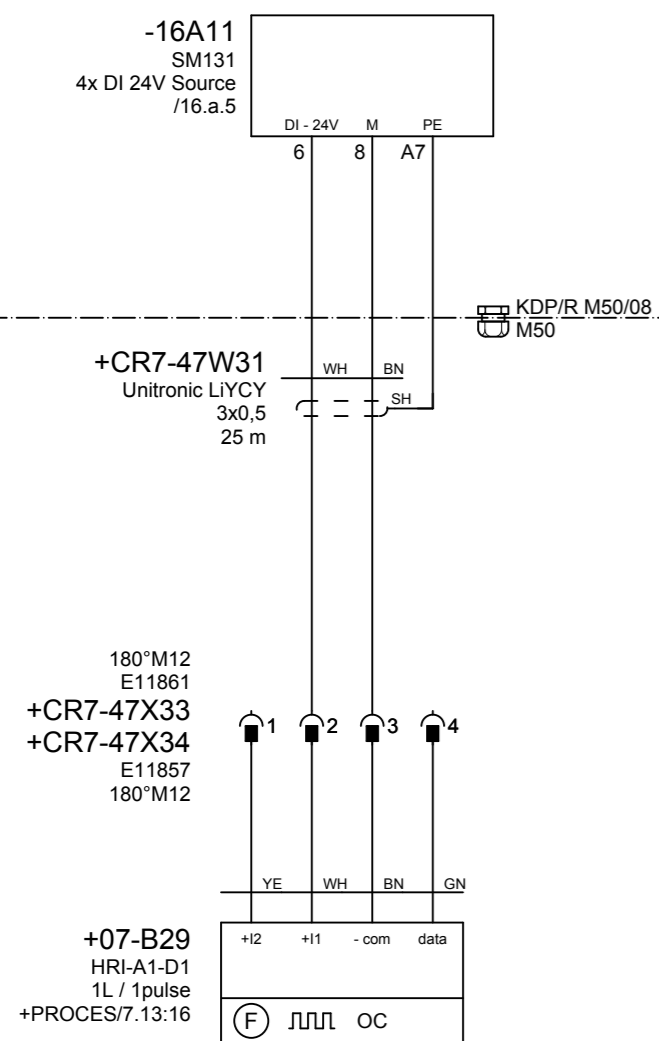 -16A11
SM131
4x DI 24V Source
/16.a.5
DI - 24V M PE
6 8 A7
KDP/R M50/08
M50
+CR7-47W31
Unitronic LiYCY
3x0,5
25 m
WH BN
SH
180°M12
E11861
+CR7-47X33
+CR7-47X34
E11857
180°M12
1 2 3 4
YE WH BN GN
+07-B29
HRI-A1-D1
1L / 1pulse
+PROCES/7.13:16
+I2 +I1 - com data
F OC